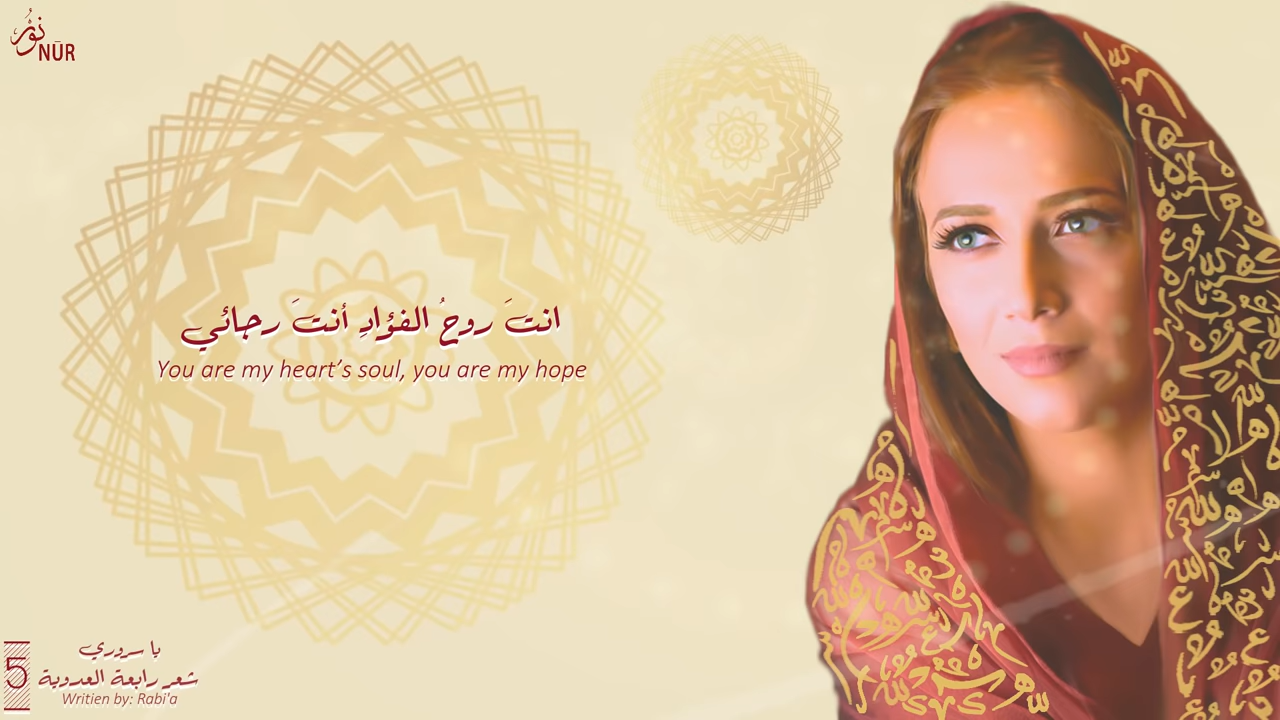 نور
NŪR
انتَ روحُ الفؤادِ أنتَ رجائي
You are my heart's soul, you are my hope
5
يا سروري
شعر رابعة العدوية
Writien by: Rabi'a